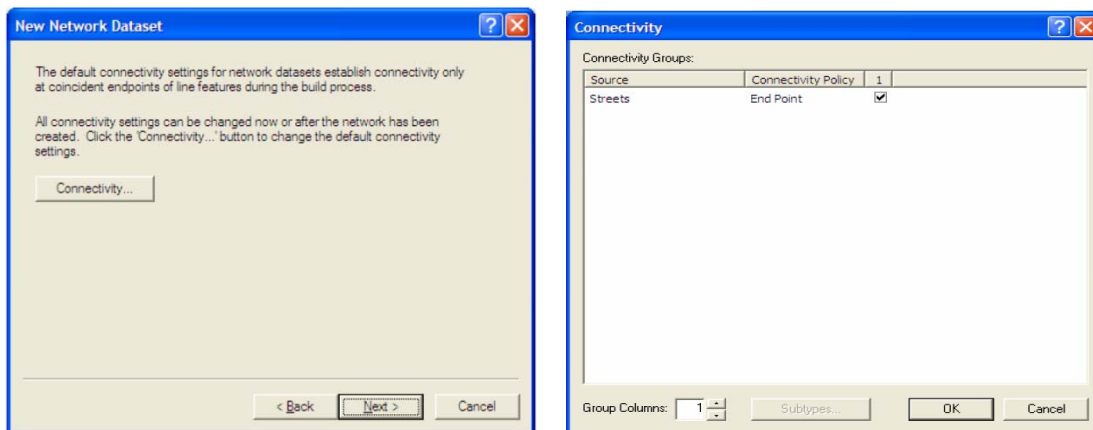 New Network Dataset
The default connectivity settings for network datasets establish connectivity only
at coincident endpoints of line features during the build process.
All connectivity settings can be changed now or after the network has been
created. Click the 'Connectivity...' button to change the default connectivity
settings.
Connectivity...
< Back Next > Cancel
Connectivity
Connectivity Groups:
Source Connectivity Policy 1
Streets End Point
Group Columns: 1 Subtypes... OK Cancel